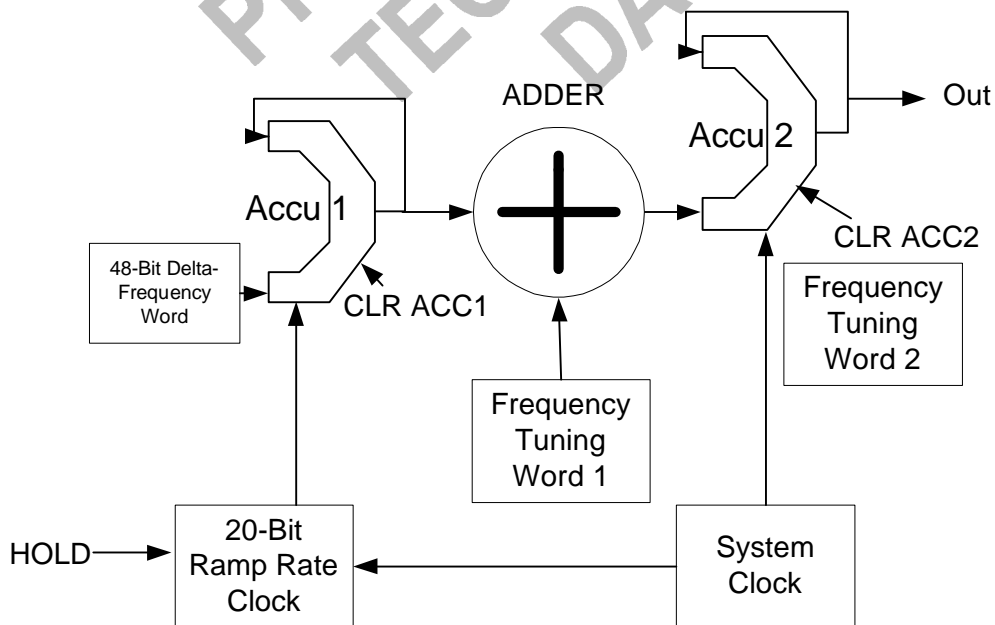 ADDER
Out
Accu 2
Accu 1
CLR ACC2
48-Bit Delta-
Frequency
Word
CLR ACC1
Frequency
Tuning
Word 2
Frequency
Tuning
Word 1
HOLD
20-Bit
Ramp Rate
Clock
System
Clock